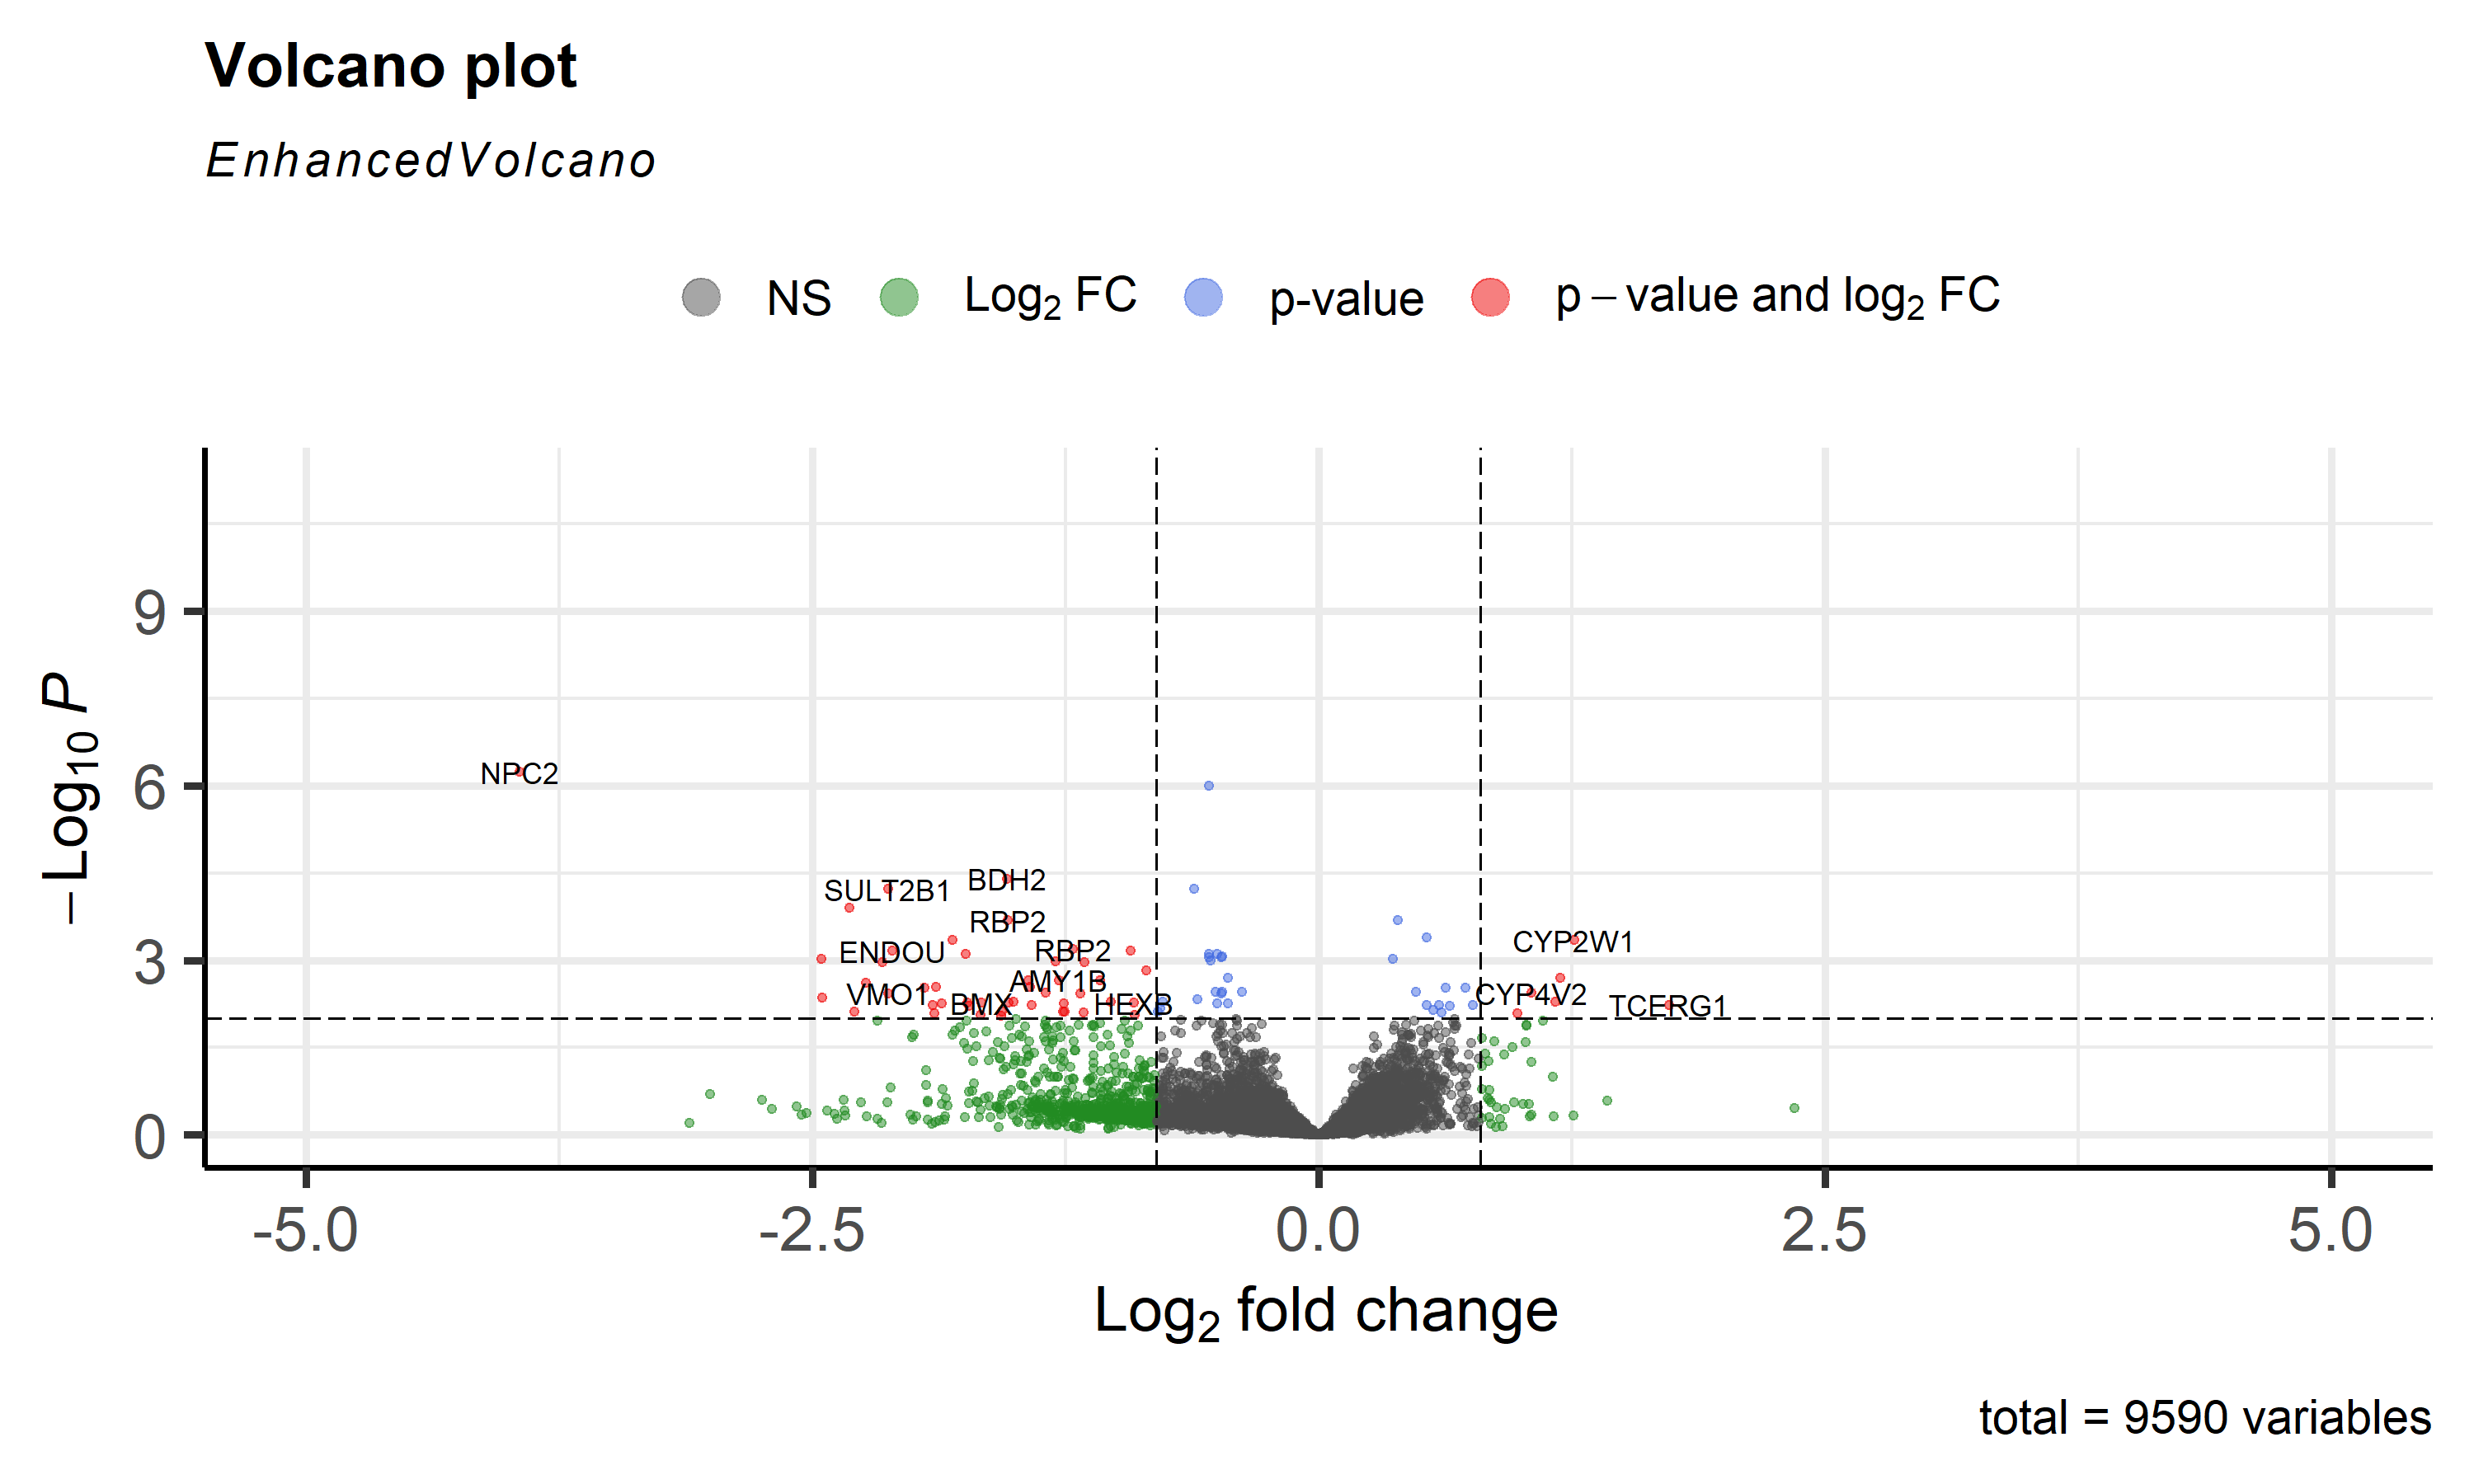 Volcano plot
EnhancedVolcano
NS Log2 FC p-value p – value and log2 FC
−Log10 P
9
6
3
0
NPC2
SULT2B1
BDH2
RBP2
ENDOU
RBP2
CYP2W1
AMY1B
VMO1
BMX
HEXB
CYP4V2
TCERG1
-5.0 -2.5 0.0 2.5 5.0
Log2 fold change
total = 9590 variables